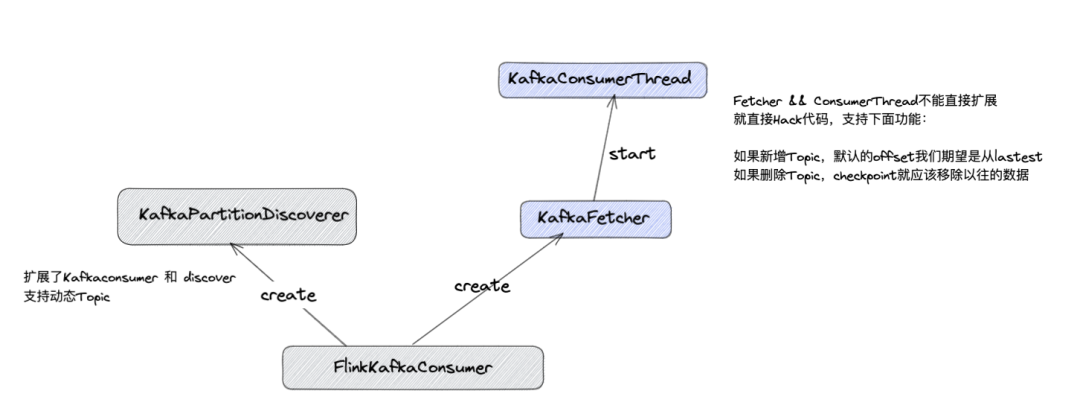 KafkaConsumerThread
Fetcher && ConsumerThread不能直接扩展
就直接Hack代码，支持下面功能：
start
如果新增Topic，默认的offset我们期望是从lastest
如果删除Topic，checkpoint就应该移除以往的数据
KafkaPartitionDiscoverer
KafkaFetcher
扩展了Kafkaconsumer 和 discover
支持动态Topic
create
create
FlinkKafkaConsumer